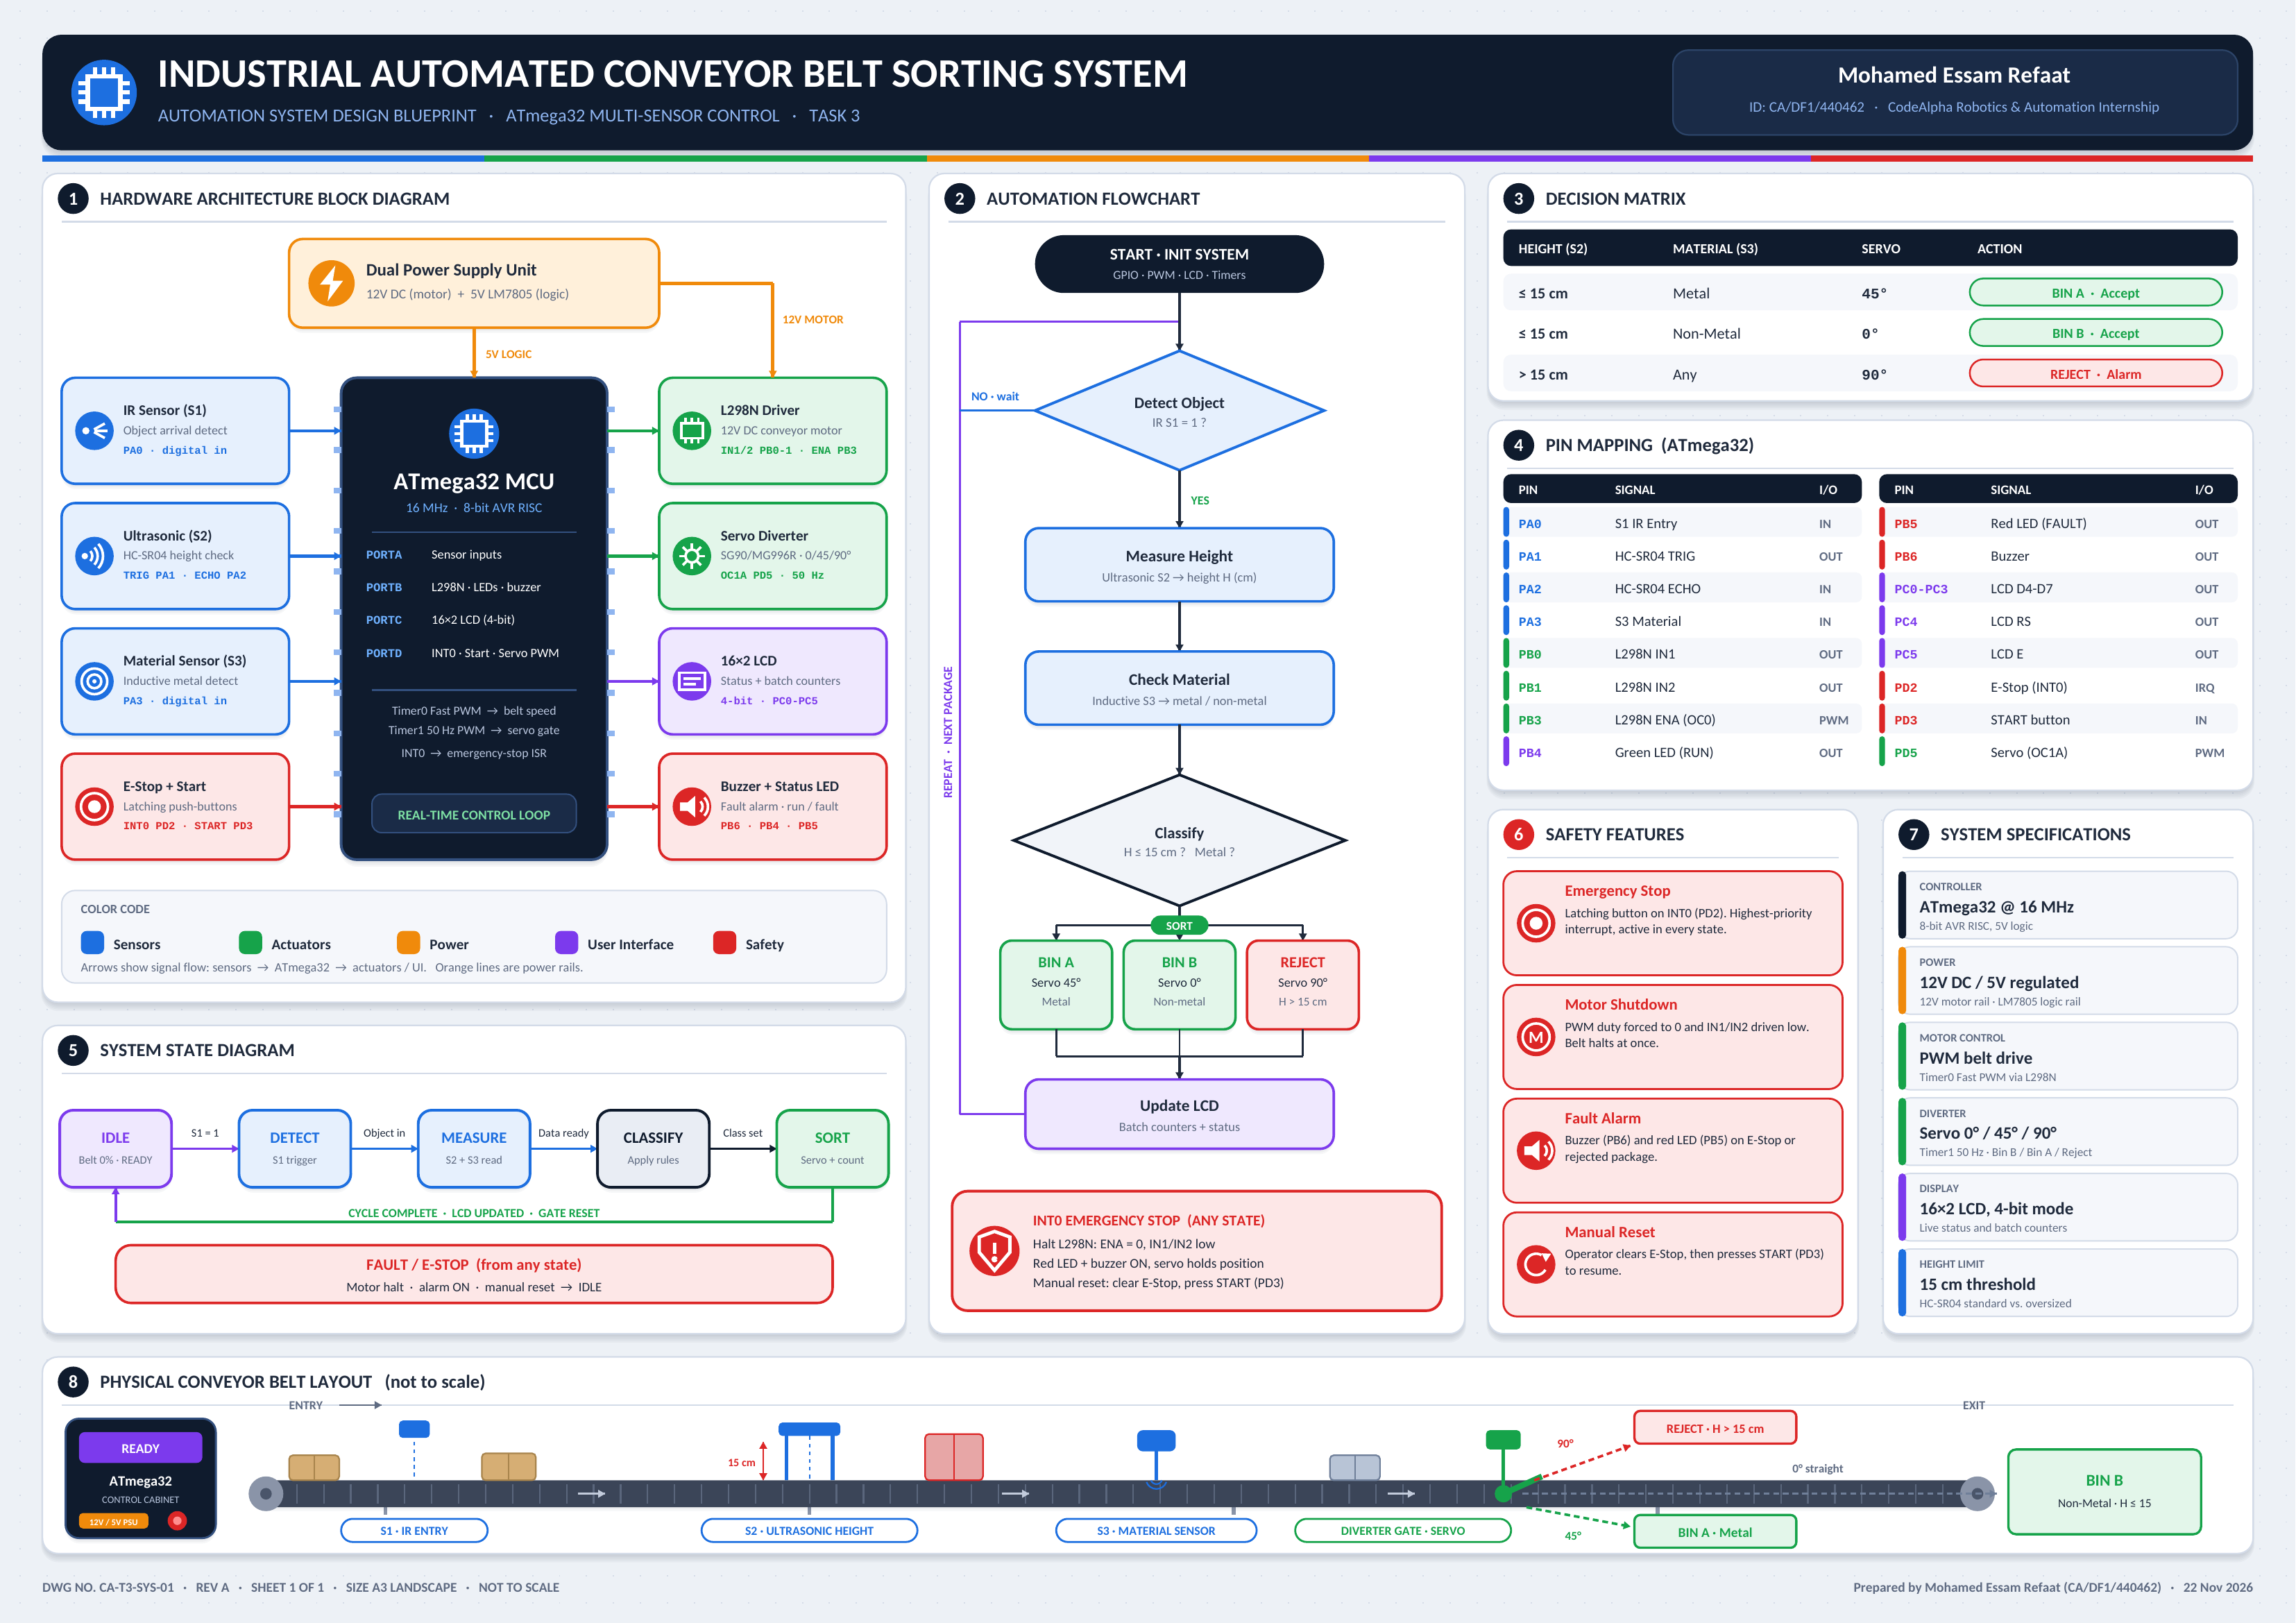 INDUSTRIAL AUTOMATED CONVEYOR BELT SORTING SYSTEM
AUTOMATION SYSTEM DESIGN BLUEPRINT · ATmega32 MULTI-SENSOR CONTROL · TASK 3
Mohamed Essam Refaat
ID: CA/DF1/440462 · CodeAlpha Robotics & Automation Internship
1 HARDWARE ARCHITECTURE BLOCK DIAGRAM
Dual Power Supply Unit
12V DC (motor) + 5V LM7805 (logic)
12V MOTOR
5V LOGIC
IR Sensor (S1)
Object arrival detect
PA0 · digital in
Ultrasonic (S2)
HC-SR04 height check
TRIG PA1 · ECHO PA2
Material Sensor (S3)
Inductive metal detect
PA3 · digital in
E-Stop + Start
Latching push-buttons
INT0 PD2 · START PD3
ATmega32 MCU
16 MHz · 8-bit AVR RISC
PORTA Sensor inputs
PORTB L298N · LEDs · buzzer
PORTC 16×2 LCD (4-bit)
PORTD INT0 · Start · Servo PWM
Timer0 Fast PWM → belt speed
Timer1 50 Hz PWM → servo gate
INT0 → emergency-stop ISR
REAL-TIME CONTROL LOOP
L298N Driver
12V DC conveyor motor
IN1/2 PB0-1 · ENA PB3
Servo Diverter
SG90/MG996R · 0/45/90°
OC1A PD5 · 50 Hz
16×2 LCD
Status + batch counters
4-bit · PC0-PC5
Buzzer + Status LED
Fault alarm · run / fault
PB6 · PB4 · PB5
COLOR CODE
Sensors Actuators Power User Interface Safety
Arrows show signal flow: sensors → ATmega32 → actuators / UI. Orange lines are power rails.
2 AUTOMATION FLOWCHART
START · INIT SYSTEM
GPIO · PWM · LCD · Timers
NO · wait
Detect Object
IR S1 = 1 ?
YES
Measure Height
Ultrasonic S2 → height H (cm)
Check Material
Inductive S3 → metal / non-metal
REPEAT · NEXT PACKAGE
Classify
H ≤ 15 cm ? Metal ?
SORT
BIN A
Servo 45°
Metal
BIN B
Servo 0°
Non-metal
REJECT
Servo 90°
H > 15 cm
Update LCD
Batch counters + status
INT0 EMERGENCY STOP (ANY STATE)
Halt L298N: ENA = 0, IN1/IN2 low
Red LED + buzzer ON, servo holds position
Manual reset: clear E-Stop, press START (PD3)
3 DECISION MATRIX
HEIGHT (S2) MATERIAL (S3) SERVO ACTION
≤ 15 cm Metal 45° BIN A · Accept
≤ 15 cm Non-Metal 0° BIN B · Accept
> 15 cm Any 90° REJECT · Alarm
4 PIN MAPPING (ATmega32)
PIN SIGNAL I/O
PA0 S1 IR Entry IN
PA1 HC-SR04 TRIG OUT
PA2 HC-SR04 ECHO IN
PA3 S3 Material IN
PB0 L298N IN1 OUT
PB1 L298N IN2 OUT
PB3 L298N ENA (OC0) PWM
PB4 Green LED (RUN) OUT
PIN SIGNAL I/O
PB5 Red LED (FAULT) OUT
PB6 Buzzer OUT
PC0-PC3 LCD D4-D7 OUT
PC4 LCD RS OUT
PC5 LCD E OUT
PD2 E-Stop (INT0) IRQ
PD3 START button IN
PD5 Servo (OC1A) PWM
5 SYSTEM STATE DIAGRAM
IDLE
Belt 0% · READY
S1 = 1
DETECT
S1 trigger
Object in
MEASURE
S2 + S3 read
Data ready
CLASSIFY
Apply rules
Class set
SORT
Servo + count
CYCLE COMPLETE · LCD UPDATED · GATE RESET
FAULT / E-STOP (from any state)
Motor halt · alarm ON · manual reset → IDLE
6 SAFETY FEATURES
Emergency Stop
Latching button on INT0 (PD2). Highest-priority
interrupt, active in every state.
M
Motor Shutdown
PWM duty forced to 0 and IN1/IN2 driven low.
Belt halts at once.
Fault Alarm
Buzzer (PB6) and red LED (PB5) on E-Stop or
rejected package.
Manual Reset
Operator clears E-Stop, then presses START (PD3)
to resume.
7 SYSTEM SPECIFICATIONS
CONTROLLER
ATmega32 @ 16 MHz
8-bit AVR RISC, 5V logic
POWER
12V DC / 5V regulated
12V motor rail · LM7805 logic rail
MOTOR CONTROL
PWM belt drive
Timer0 Fast PWM via L298N
DIVERTER
Servo 0° / 45° / 90°
Timer1 50 Hz · Bin B / Bin A / Reject
DISPLAY
16×2 LCD, 4-bit mode
Live status and batch counters
HEIGHT LIMIT
15 cm threshold
HC-SR04 standard vs. oversized
8 PHYSICAL CONVEYOR BELT LAYOUT (not to scale)
ENTRY
EXIT
READY
ATmega32
CONTROL CABINET
12V / 5V PSU
15 cm
90°
REJECT · H > 15 cm
0° straight
BIN B
Non-Metal · H ≤ 15
45°
BIN A · Metal
S1 · IR ENTRY
S2 · ULTRASONIC HEIGHT
S3 · MATERIAL SENSOR
DIVERTER GATE · SERVO
DWG NO. CA-T3-SYS-01 · REV A · SHEET 1 OF 1 · SIZE A3 LANDSCAPE · NOT TO SCALE
Prepared by Mohamed Essam Refaat (CA/DF1/440462) · 22 Nov 2026